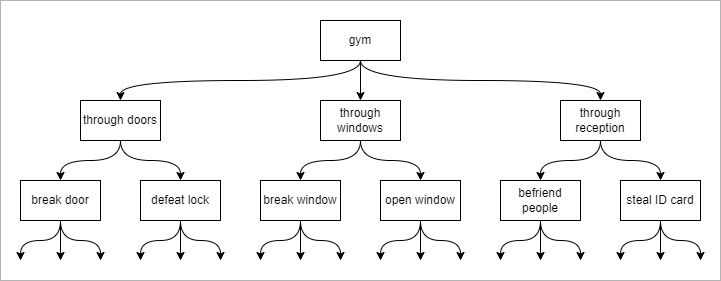 gym
through doors
through
windows
through
reception
break door
defeat lock
break window
open window
befriend
people
steal ID card